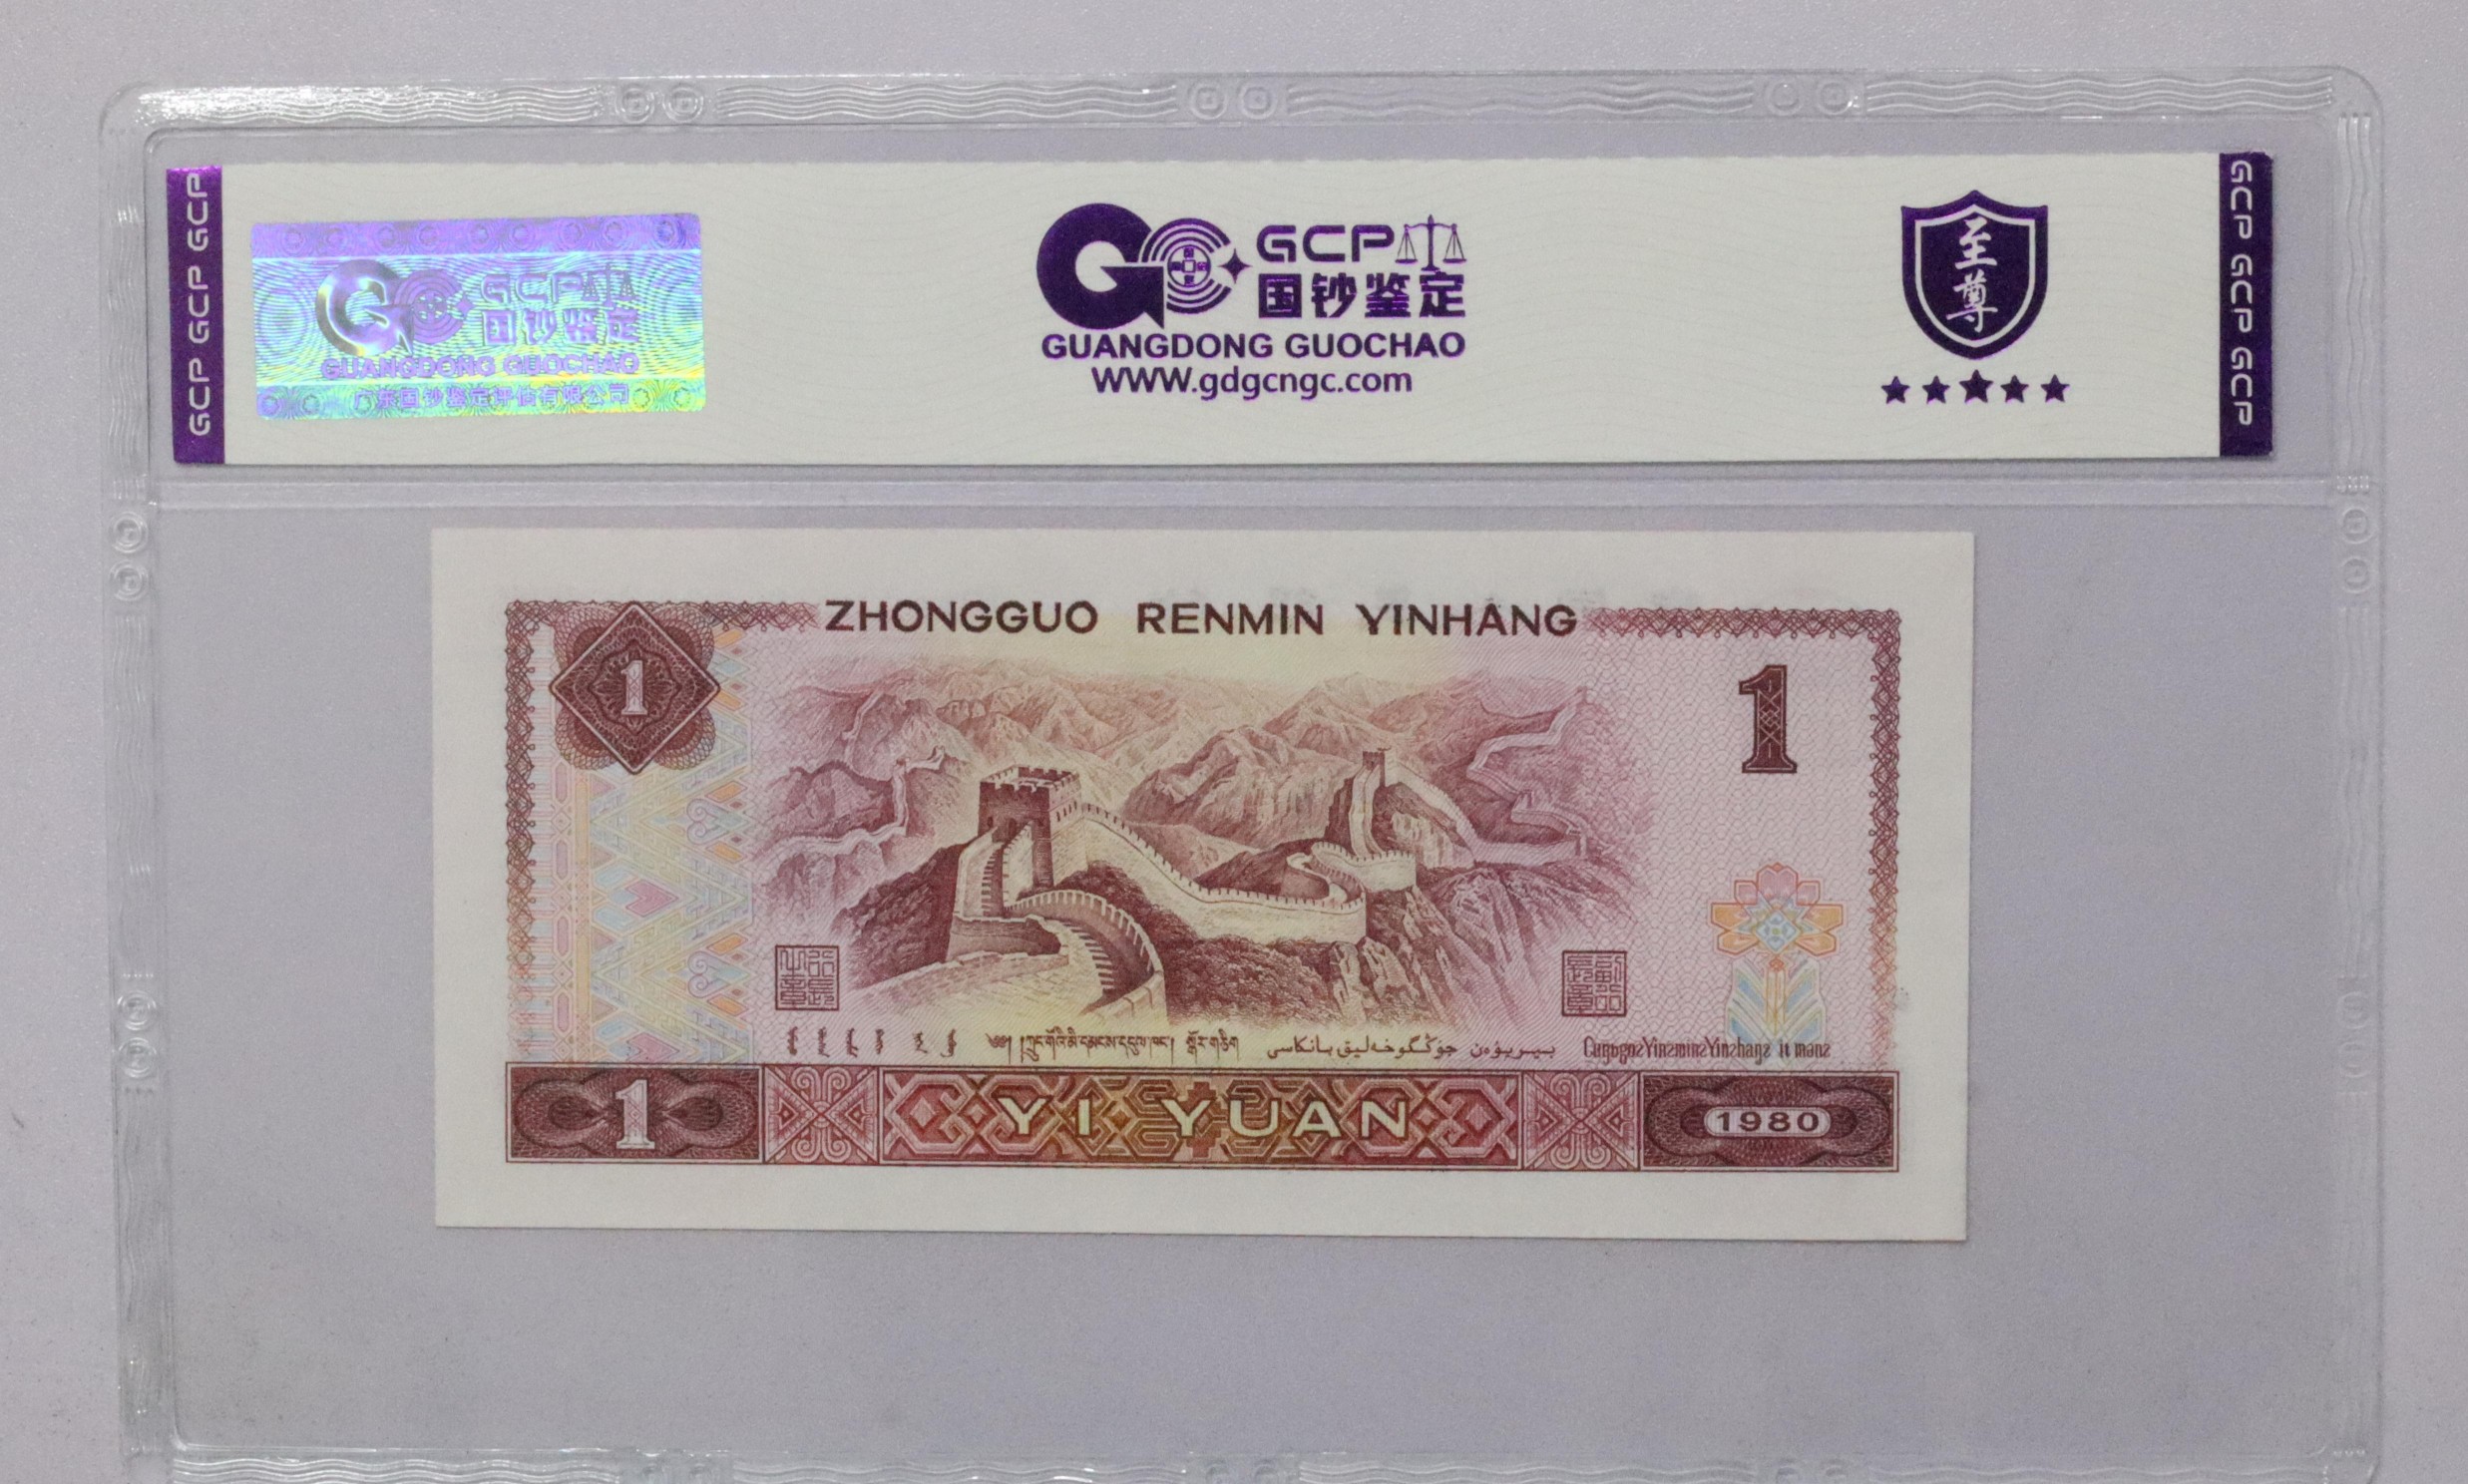 GCP GCP GCP
GCP
国钞鉴定
GUANGDONG GUOCHAO
广东国钞鉴定评估有限公司
GCP
国钞鉴定
GUANGDONG GUOCHAO
WWW.gdgcngc.com
至尊
GCP GCP GCP
ZHONGGUO RENMIN YINHANG
1
1
YI YUAN
1
1980